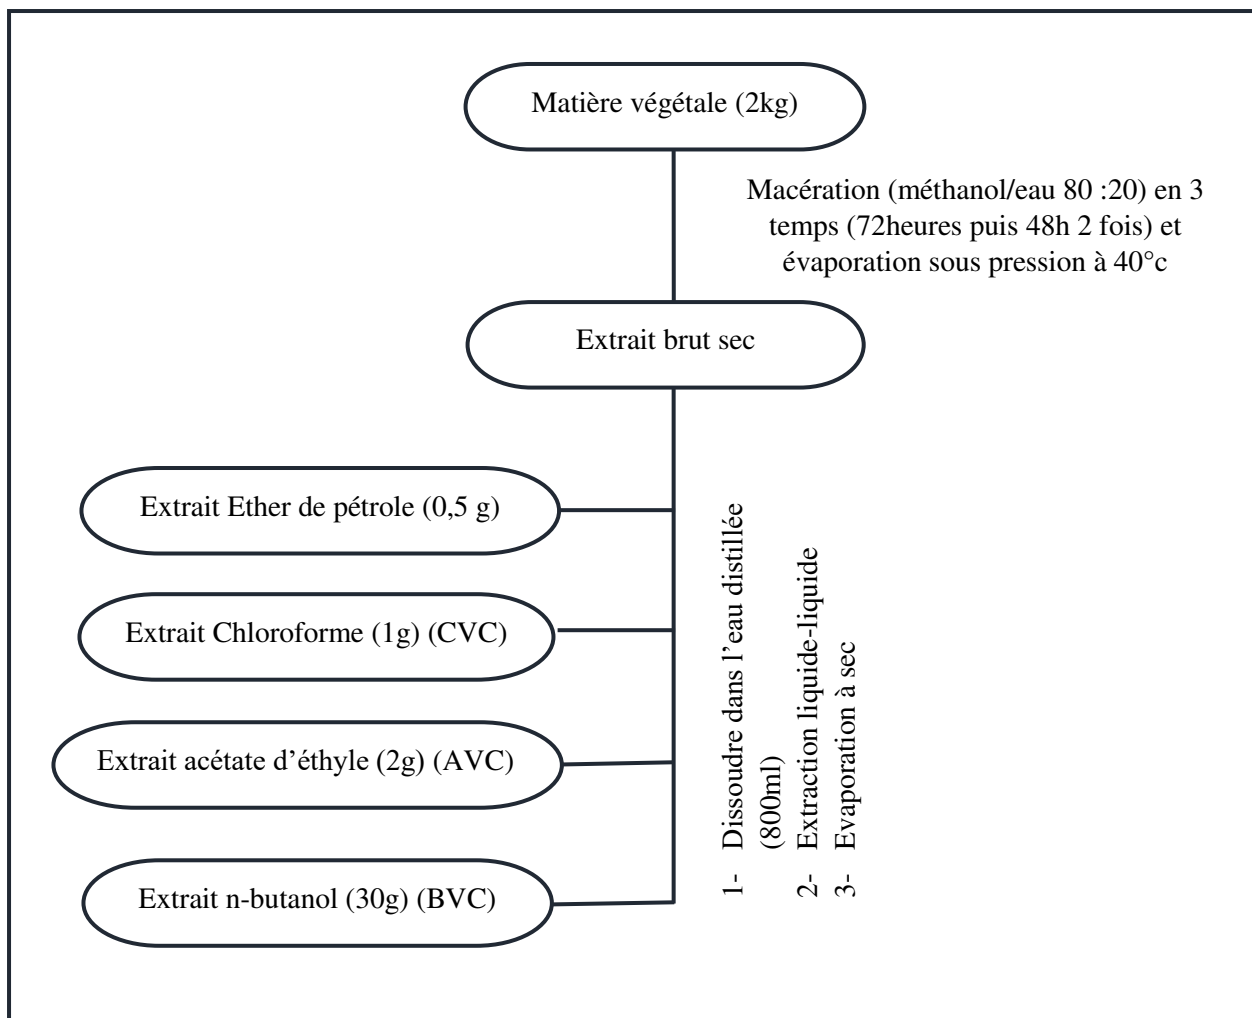 Matière végétale (2kg)
Macération (méthanol/eau 80 :20) en 3
temps (72heures puis 48h 2 fois) et
évaporation sous pression à 40°c
Extrait brut sec
Extrait Ether de pétrole (0,5 g)
Extrait Chloroforme (1g) (CVC)
Extrait acétate d’éthyle (2g) (AVC)
Extrait n-butanol (30g) (BVC)
1- Dissoudre dans l’eau distillée
(800ml)
2- Extraction liquide-liquide
3- Evaporation à sec